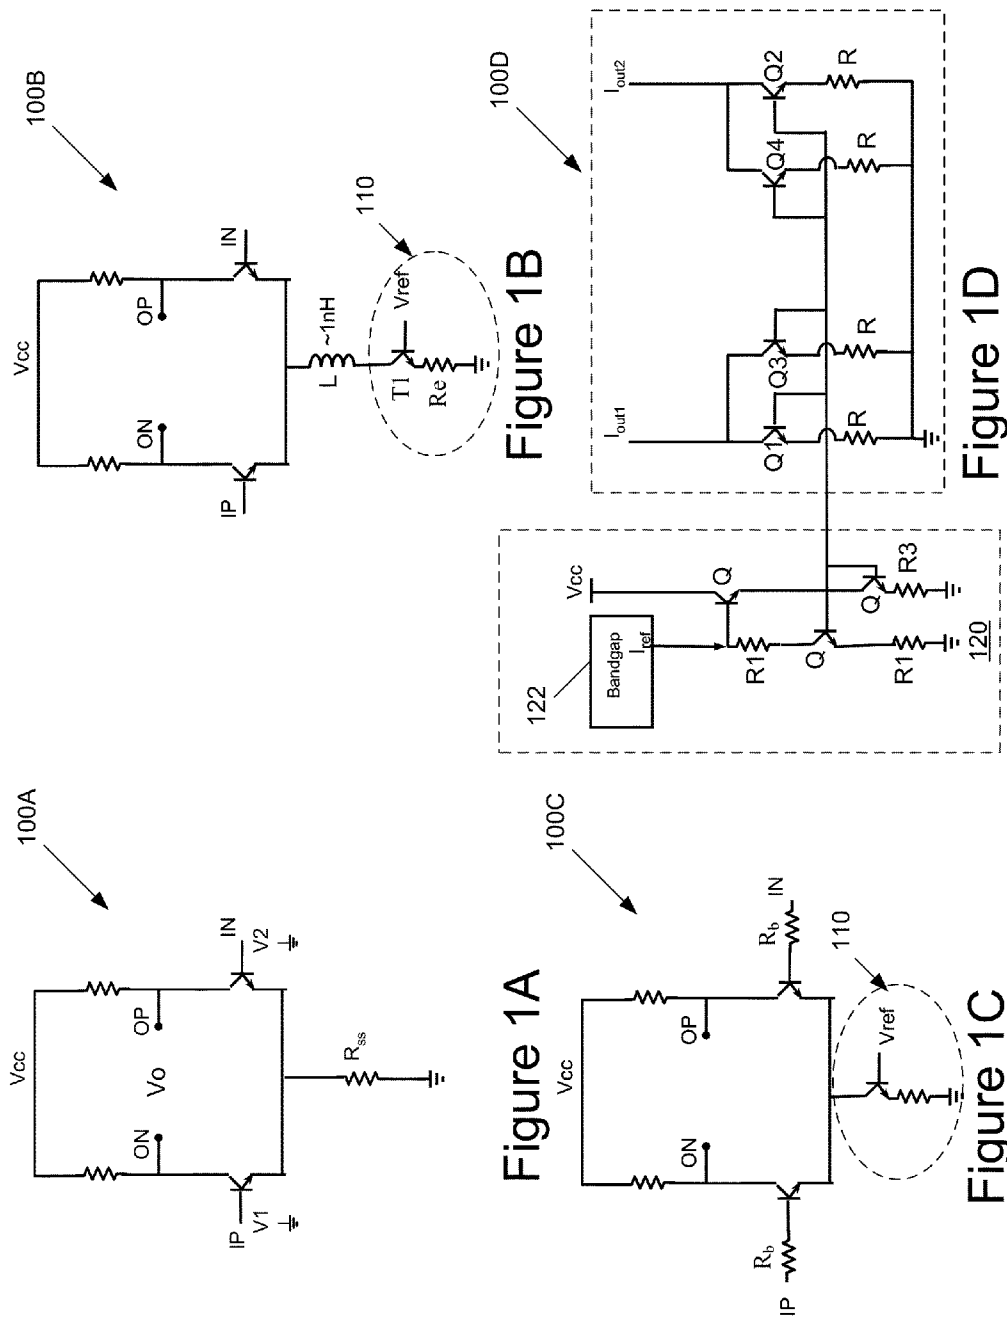 100A
Vcc
ON
Vo
OP
IP
V1
IN
V2
Rss
Figure 1A
100B
Vcc
ON
OP
IP
IN
L
~1nH
110
T1
Vref
Re
Figure 1B
100C
Vcc
ON
OP
IP
Rb
Rb
IN
110
Vref
Figure 1C
122
Bandgap
Iref
Vcc
Q
R1
Q
Q
R1
R3
120
100D
Iout1
Iout2
Q1
Q3
Q4
Q2
R
R
R
R
Figure 1D